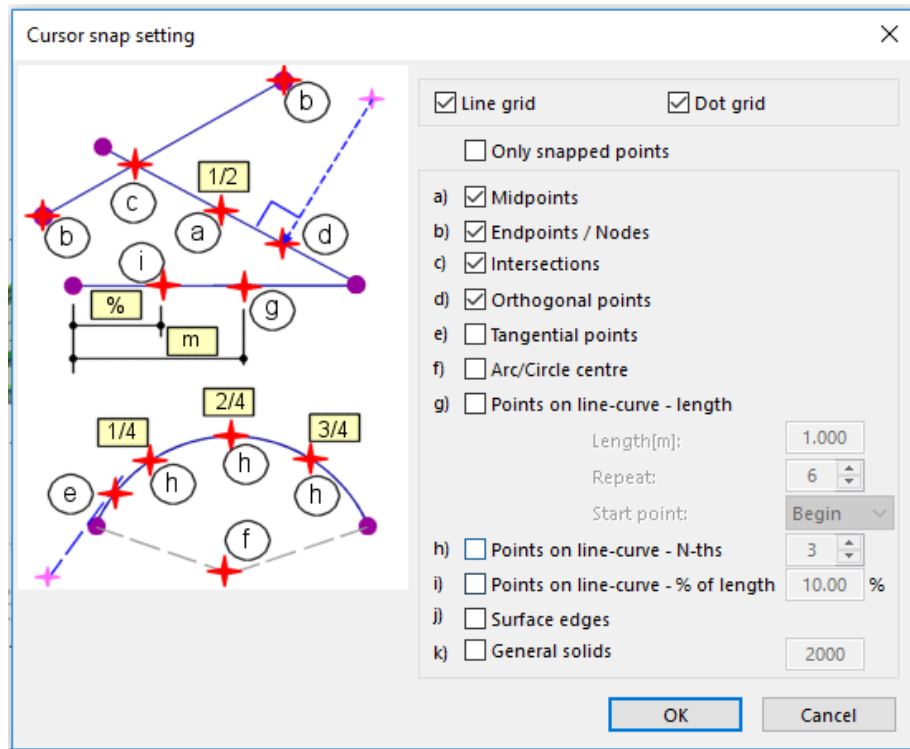 Cursor snap setting
b
1/2
c
a
d
b
i
%
g
m
2/4
1/4
3/4
h
h
h
e
f
Line grid
Dot grid
Only snapped points
a) Midpoints
b) Endpoints / Nodes
c) Intersections
d) Orthogonal points
e) Tangential points
f) Arc/Circle centre
g) Points on line-curve - length
Length[m]: 1.000
Repeat: 6
Start point: Begin
h) Points on line-curve - N-ths 3
i) Points on line-curve - % of length 10.00 %
j) Surface edges
k) General solids 2000
OK
Cancel